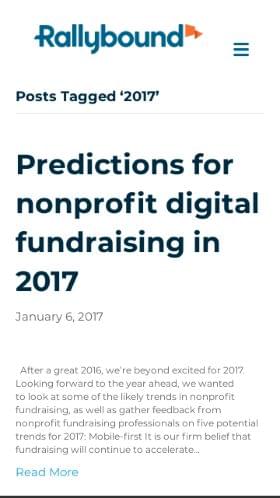 Rallybound
Posts Tagged ‘2017’
Predictions for
nonprofit digital
fundraising in
2017
January 6, 2017
After a great 2016, we’re beyond excited for 2017.
Looking forward to the year ahead, we wanted
to look at some of the likely trends in nonprofit
fundraising, as well as gather feedback from
nonprofit fundraising professionals on five potential
trends for 2017: Mobile-first It is our firm belief that
fundraising will continue to accelerate…
Read More